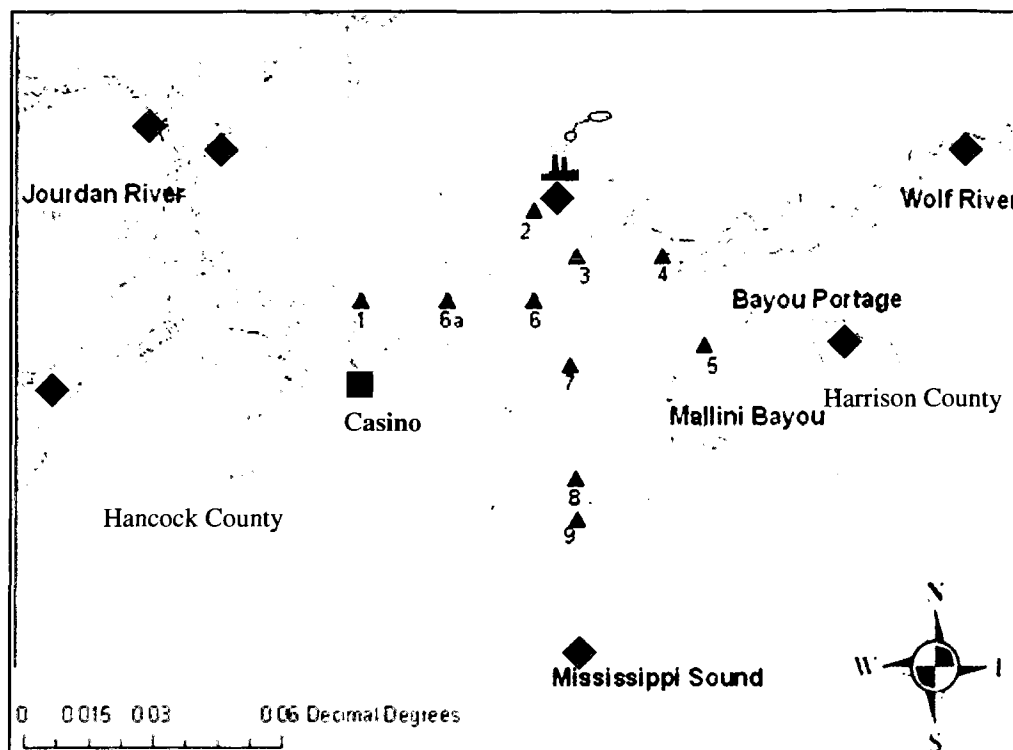 Jourdan River
Wolf River
2
3
4
Bayou Portage
1
6a
6
5
7
Harrison County
Casino
Mallini Bayou
8
Hancock County
9
N
W
Mississippi Sound
S
0 0.015 0.03 0.06 Decimal Degrees